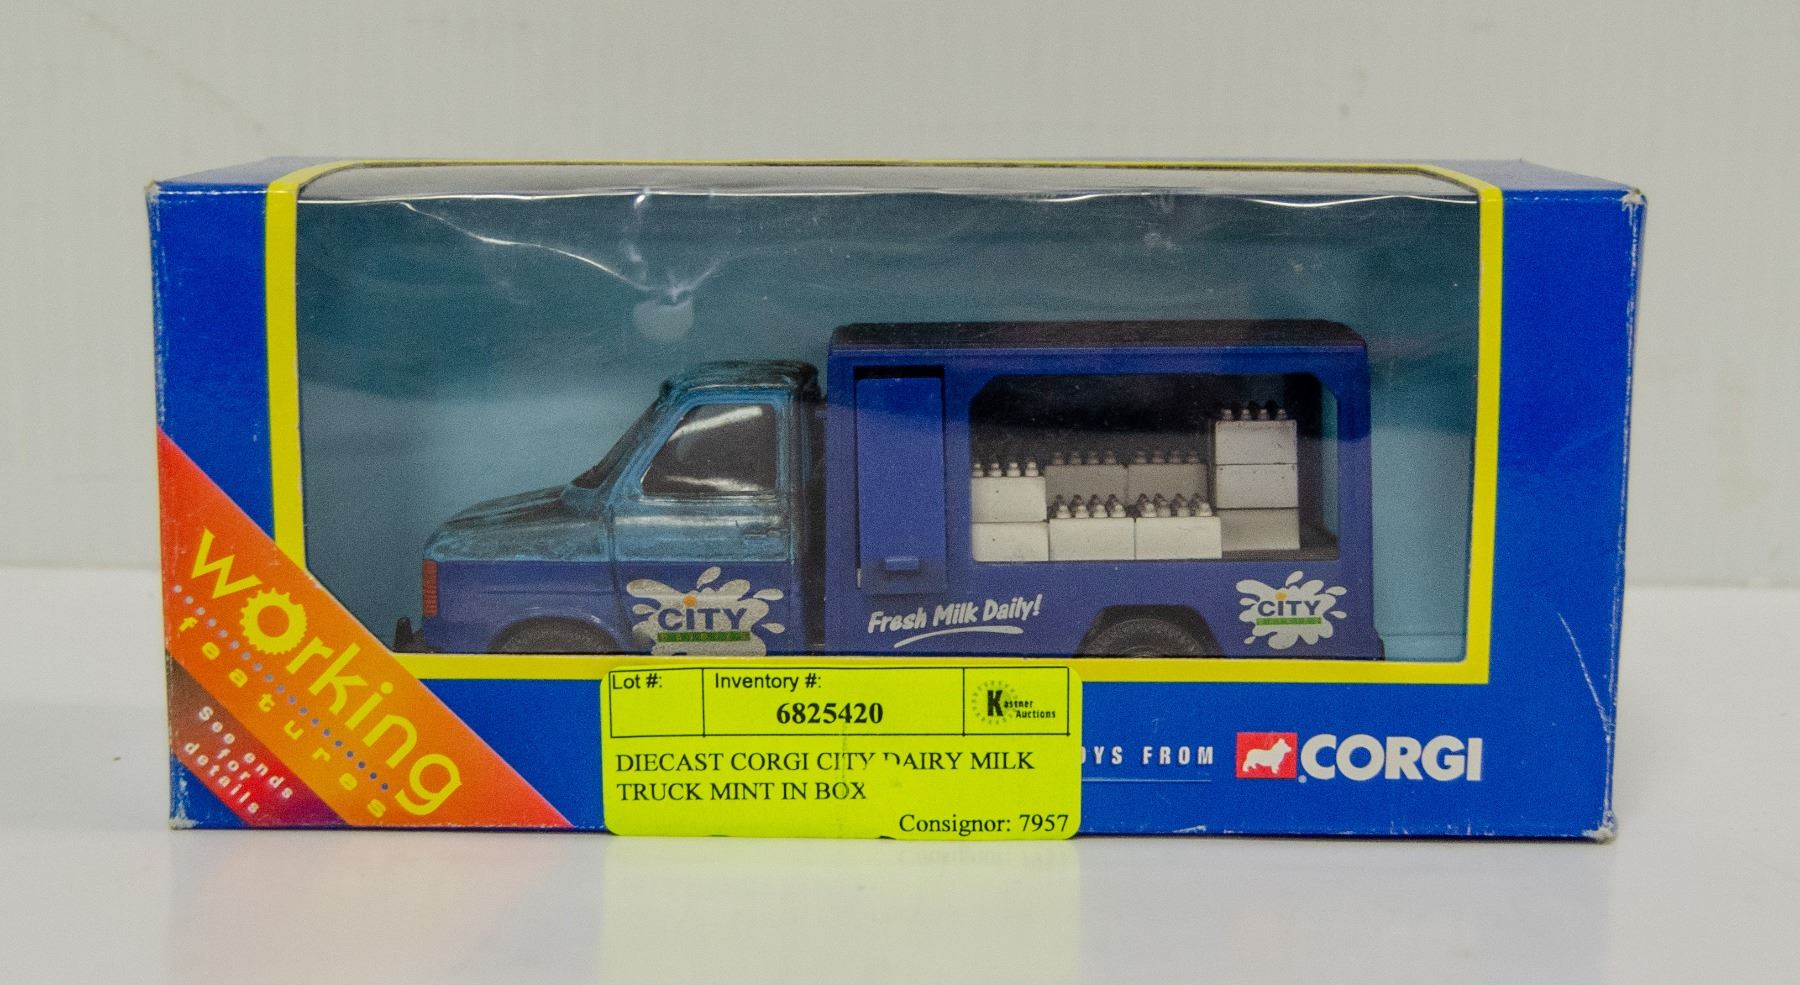 CITY
Fresh Milk Daily!
CITY
working
features
see ends
for
details
Lot #:
Inventory #:
6825420
Kastner
Auctions
DIECAST CORGI CITY DAIRY MILK
TRUCK MINT IN BOX
Consignor: 7957
OYS FROM
CORGI